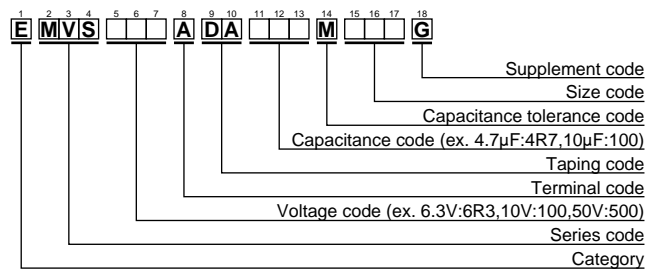 1 2 3 4 5 6 7 8 9 10 11 12 13 14 15 16 17 18
E M V S A D A M G
Supplement code
Size code
Capacitance tolerance code
Capacitance code (ex. 4.7µF:4R7,10µF:100)
Taping code
Terminal code
Voltage code (ex. 6.3V:6R3,10V:100,50V:500)
Series code
Category